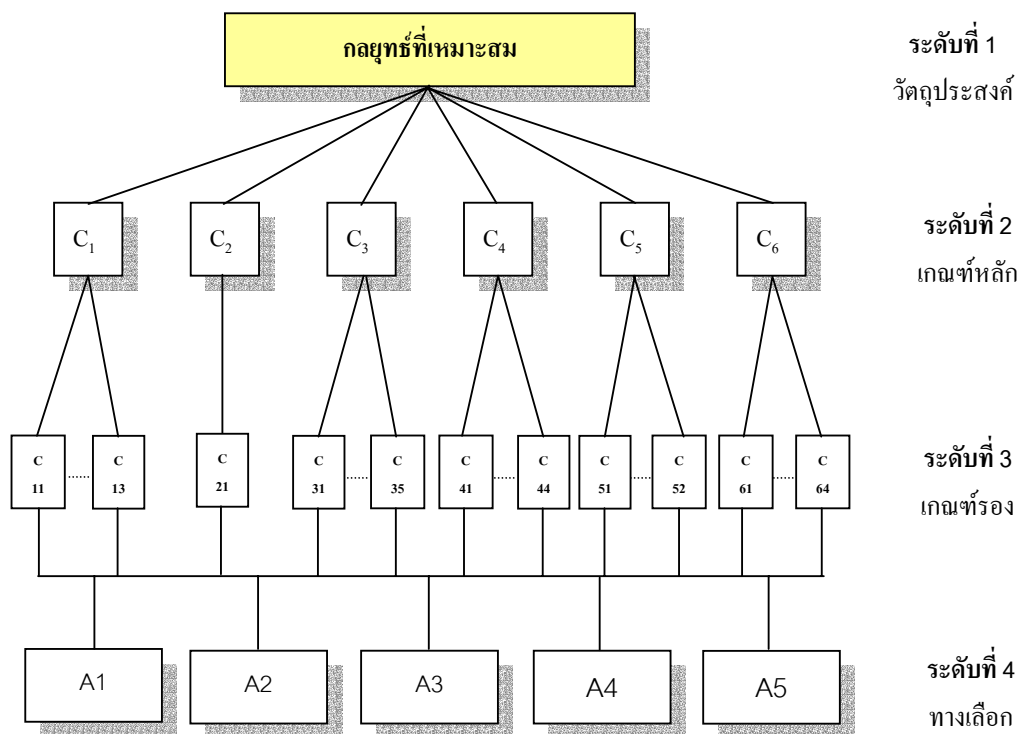 กลยุทธ์ที่เหมาะสม
ระดับที่ 1
วัตถุประสงค์
C1 C2 C3 C4 C5 C6
ระดับที่ 2
เกณฑ์หลัก
C ...... C C C ...... C C ...... C C ...... C C ...... C
11 13 21 31 35 41 44 51 52 61 64
ระดับที่ 3
เกณฑ์รอง
A1 A2 A3 A4 A5
ระดับที่ 4
ทางเลือก